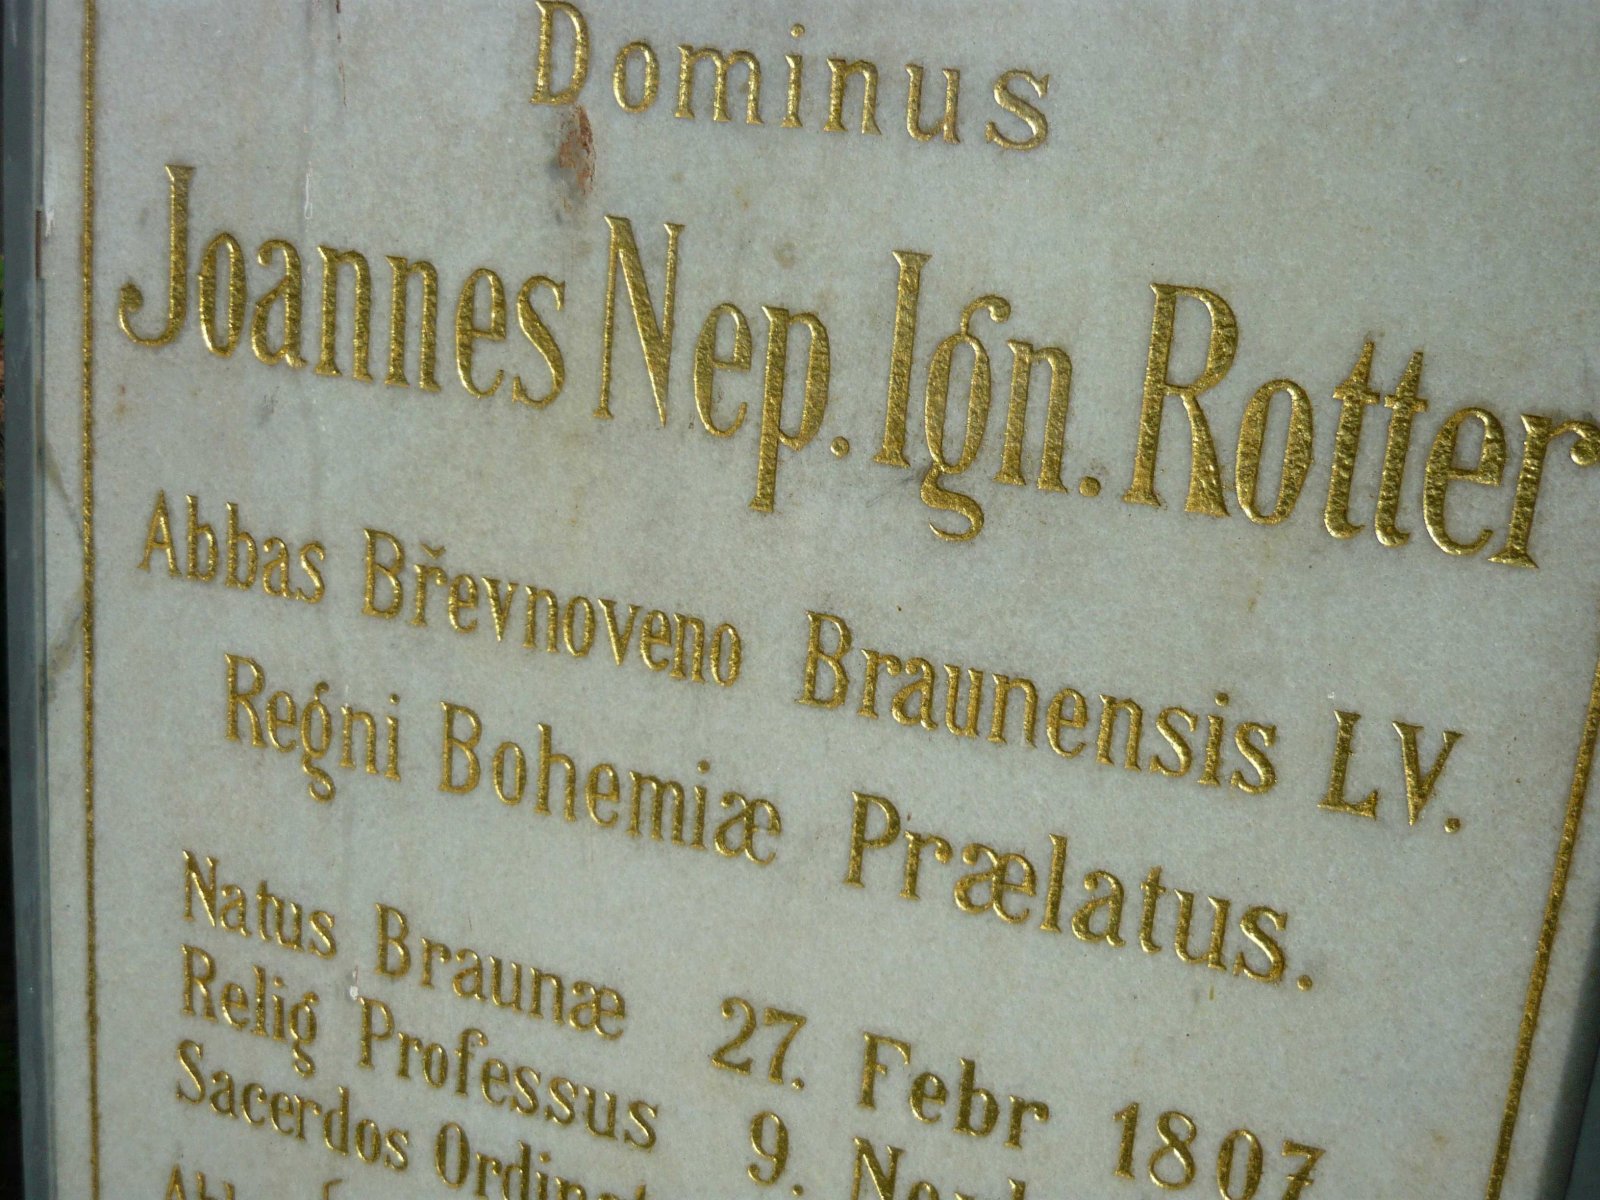 Dominus
Joannes Nep. Ign. Rotter
Abbas Břevnoveno Braunensis LV.
Regni Bohemiæ Prælatus.
Natus Braunæ 27. Febr 1807
Relig Professus 9.
Sacerdos